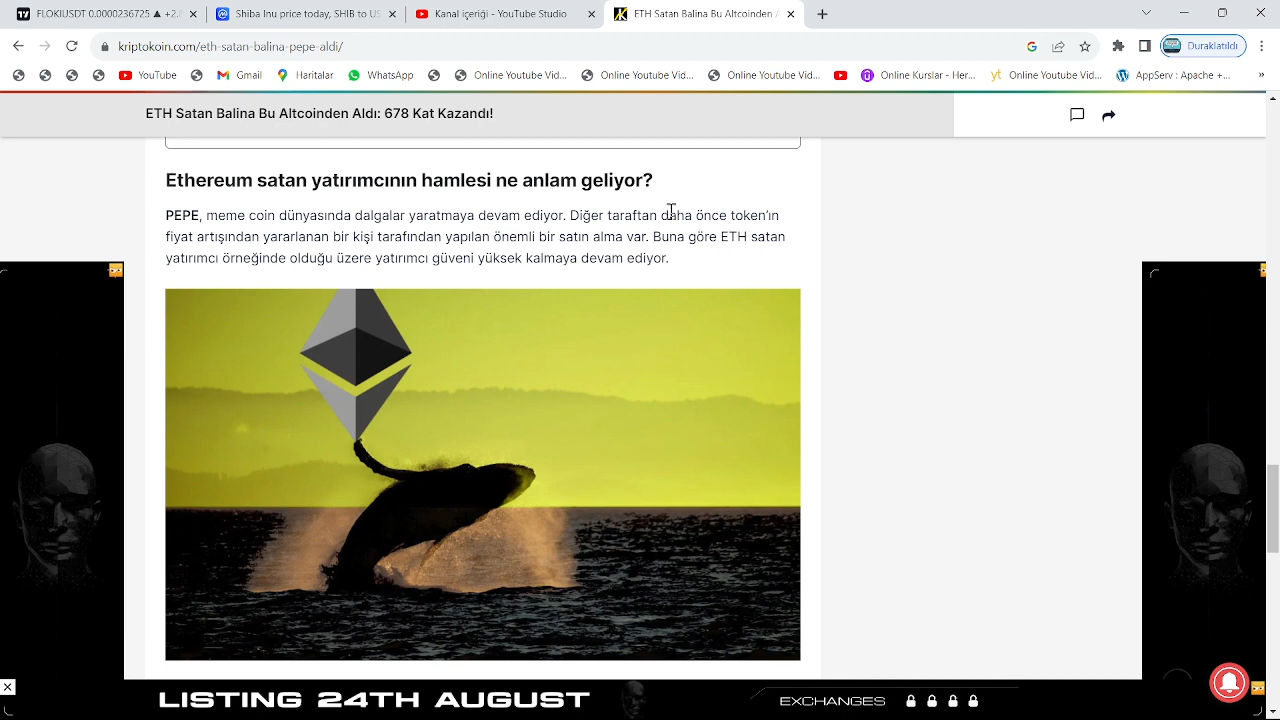 FLOKIUSDT 0.0000236725 ▲ +2.
Shiba Inu price today, SHIB to US
Kanal içeriği - YouTube Studio
ETH Satan Balina Bu Altcoinden A
kriptokoin.com/eth-satan-balina-pepe-aldi/
Duraklatıldı
YouTube
Gmail
Haritalar
WhatsApp
Online Youtube Vid...
Online Youtube Vid...
Online Youtube Vid...
Online Kurslar - Her...
yt Online Youtube Vid...
AppServ : Apache +...
»
ETH Satan Balina Bu Altcoinden Aldı: 678 Kat Kazandı!
Ethereum satan yatırımcının hamlesi ne anlam geliyor?
PEPE, meme coin dünyasında dalgalar yaratmaya devam ediyor. Diğer taraftan daha önce token’ın
fiyat artışından yararlanan bir kişi tarafından yapılan önemli bir satın alma var. Buna göre ETH satan
yatırımcı örneğinde olduğu üzere yatırımcı güveni yüksek kalmaya devam ediyor.
LISTING 24TH AUGUST
EXCHANGES